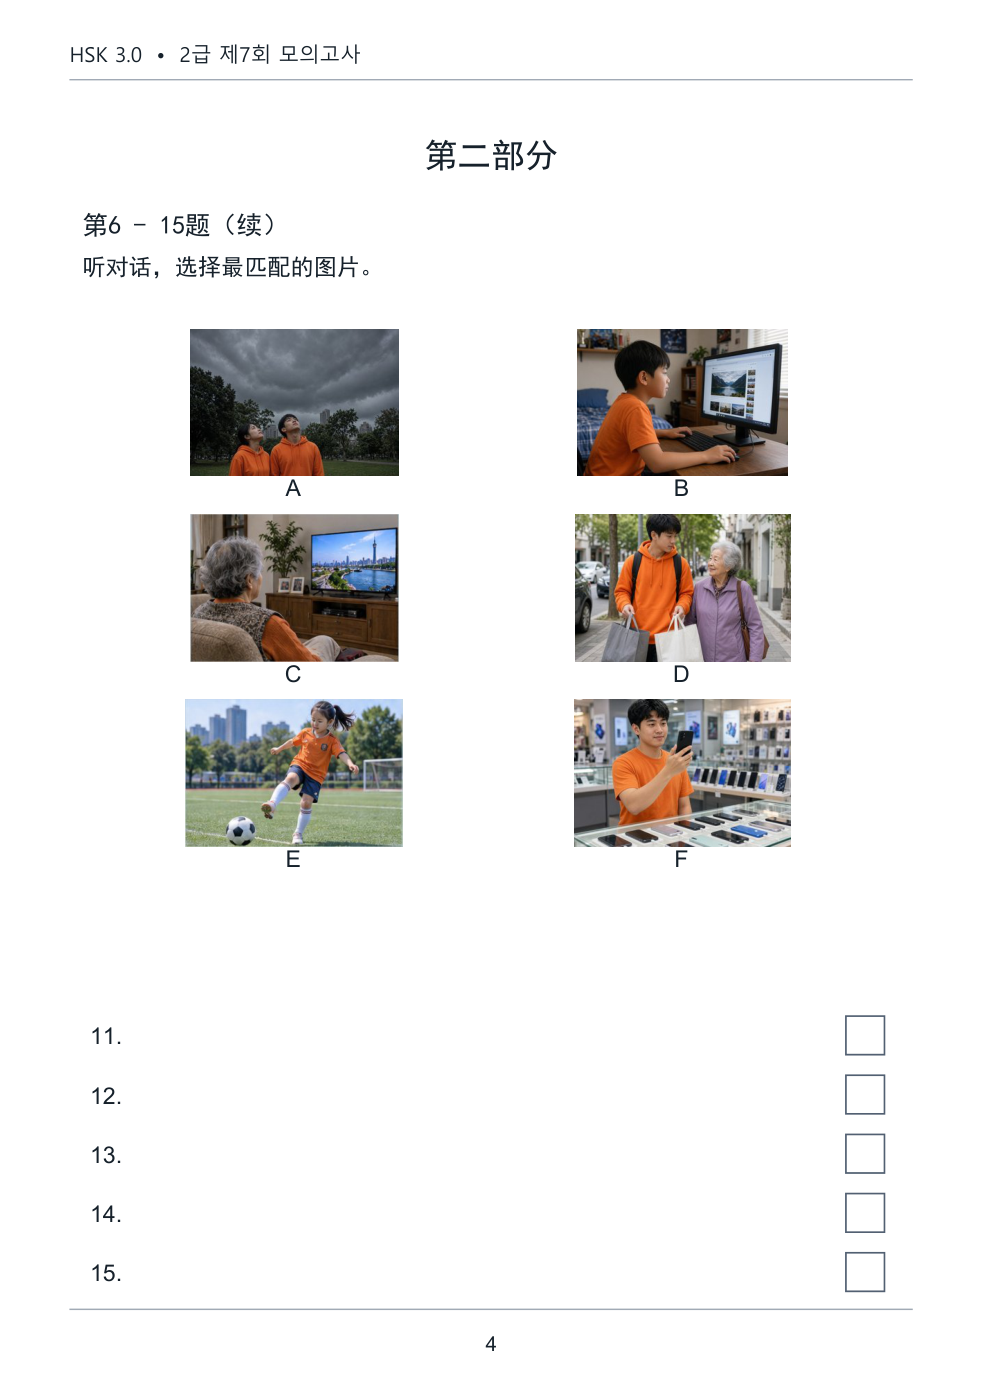 HSK 3.0 • 2급 제7회 모의고사
第二部分
第6 - 15题（续）
听对话，选择最匹配的图片。
A
B
C
D
E
F
11.
12.
13.
14.
15.
4